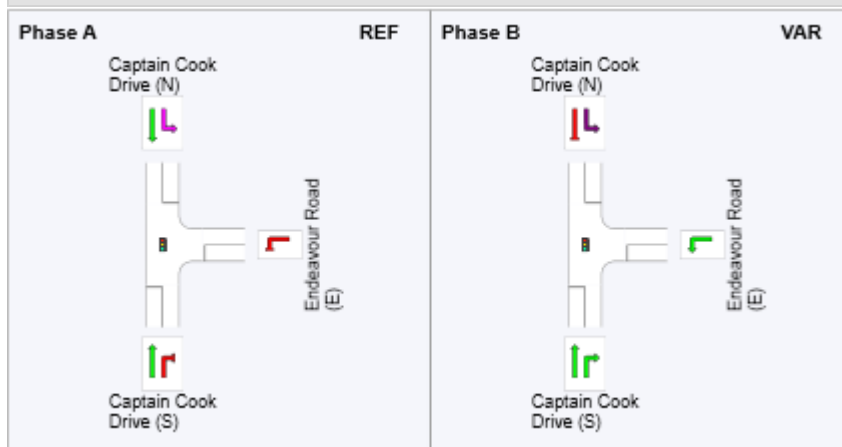 Phase A REF
Captain Cook
Drive (N)
Endeavour Road
(E)
Captain Cook
Drive (S)
Phase B VAR
Captain Cook
Drive (N)
Endeavour Road
(E)
Captain Cook
Drive (S)